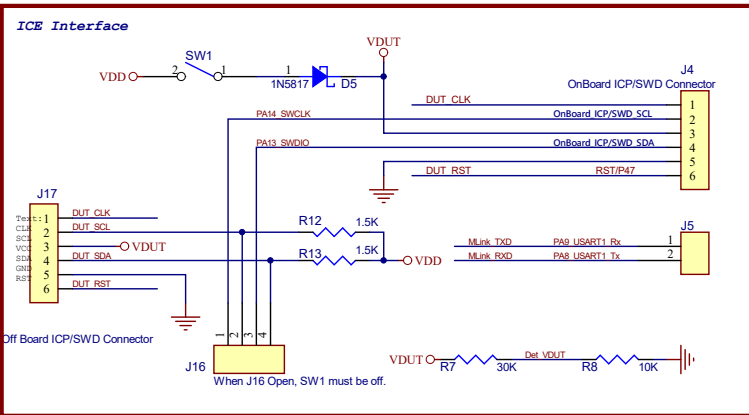 ICE Interface
SW1
VDD
2
1
1
1N5817
D5
VDUT
J4
OnBoard ICP/SWD Connector
DUT_CLK
1
PA14_SWCLK
OnBoard_ICP/SWD_SCL
2
3
PA13_SWDIO
OnBoard_ICP/SWD_SDA
4
5
DUT_RST
RST/P47
6
J17
Text:1
DUT_CLK
CLK
2
DUT_SCL
SCL
3
VDUT
VCC
4
DUT_SDA
SDA
5
GND
RST
6
DUT_RST
Off Board ICP/SWD Connector
R12
1.5K
R13
1.5K
VDD
J5
MLink_TXD
PA9_USART1_Rx
1
MLink_RXD
PA8_USART1_Tx
2
1
2
3
4
J16
When J16 Open, SW1 must be off.
VDUT
R7
30K
Det_VDUT
R8
10K